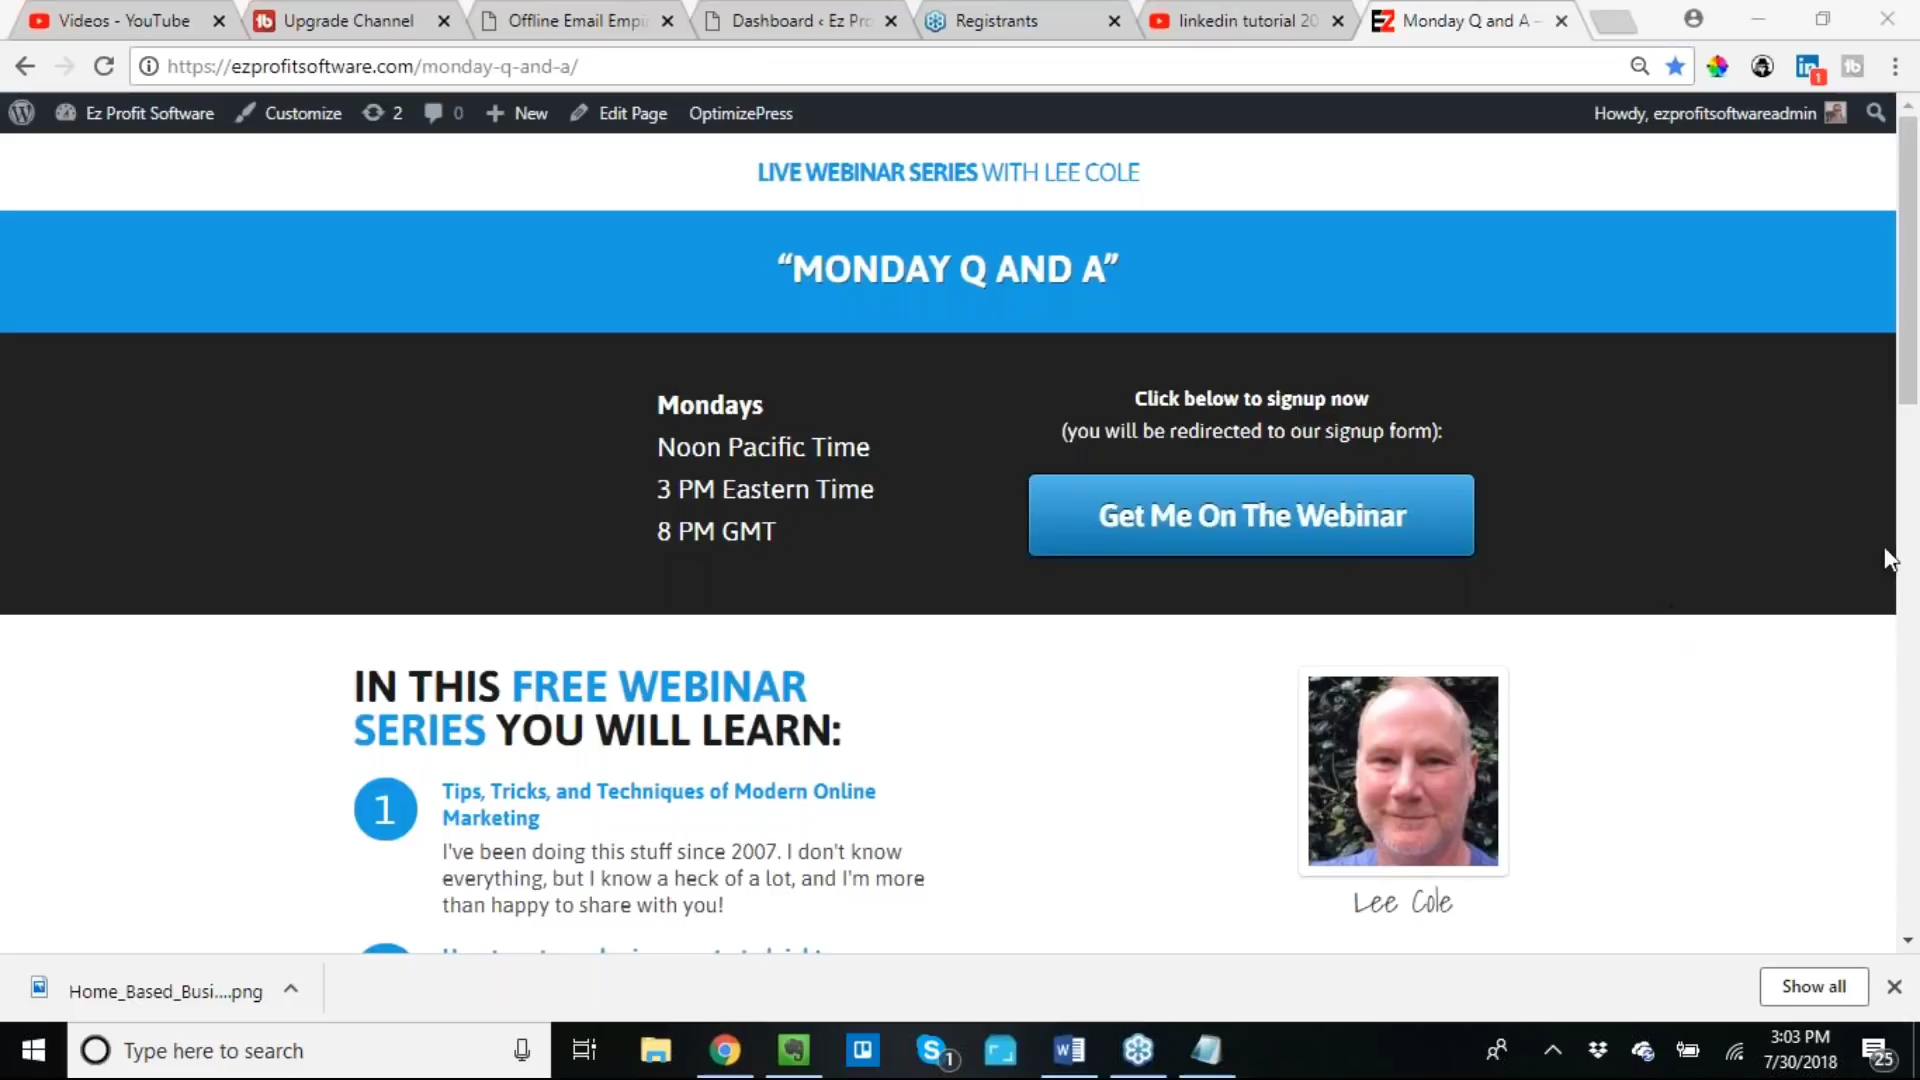 Videos - YouTube
Upgrade Channel
Offline Email Emp
Dashboard ‹ Ez Pr
Registrants
linkedin tutorial 20
Monday Q and A –
https://ezprofitsoftware.com/monday-q-and-a/
1
Ez Profit Software
Customize
2
0
New
Edit Page
OptimizePress
Howdy, ezprofitsoftwareadmin
LIVE WEBINAR SERIES WITH LEE COLE
“MONDAY Q AND A”
Mondays
Noon Pacific Time
3 PM Eastern Time
8 PM GMT
Click below to signup now
(you will be redirected to our signup form):
Get Me On The Webinar
IN THIS FREE WEBINAR
SERIES YOU WILL LEARN:
1
Tips, Tricks, and Techniques of Modern Online
Marketing
I've been doing this stuff since 2007. I don't know
everything, but I know a heck of a lot, and I'm more
than happy to share with you!
Lee Cole
Home_Based_Busi....png
Show all
Type here to search
1
3:03 PM
7/30/2018
25